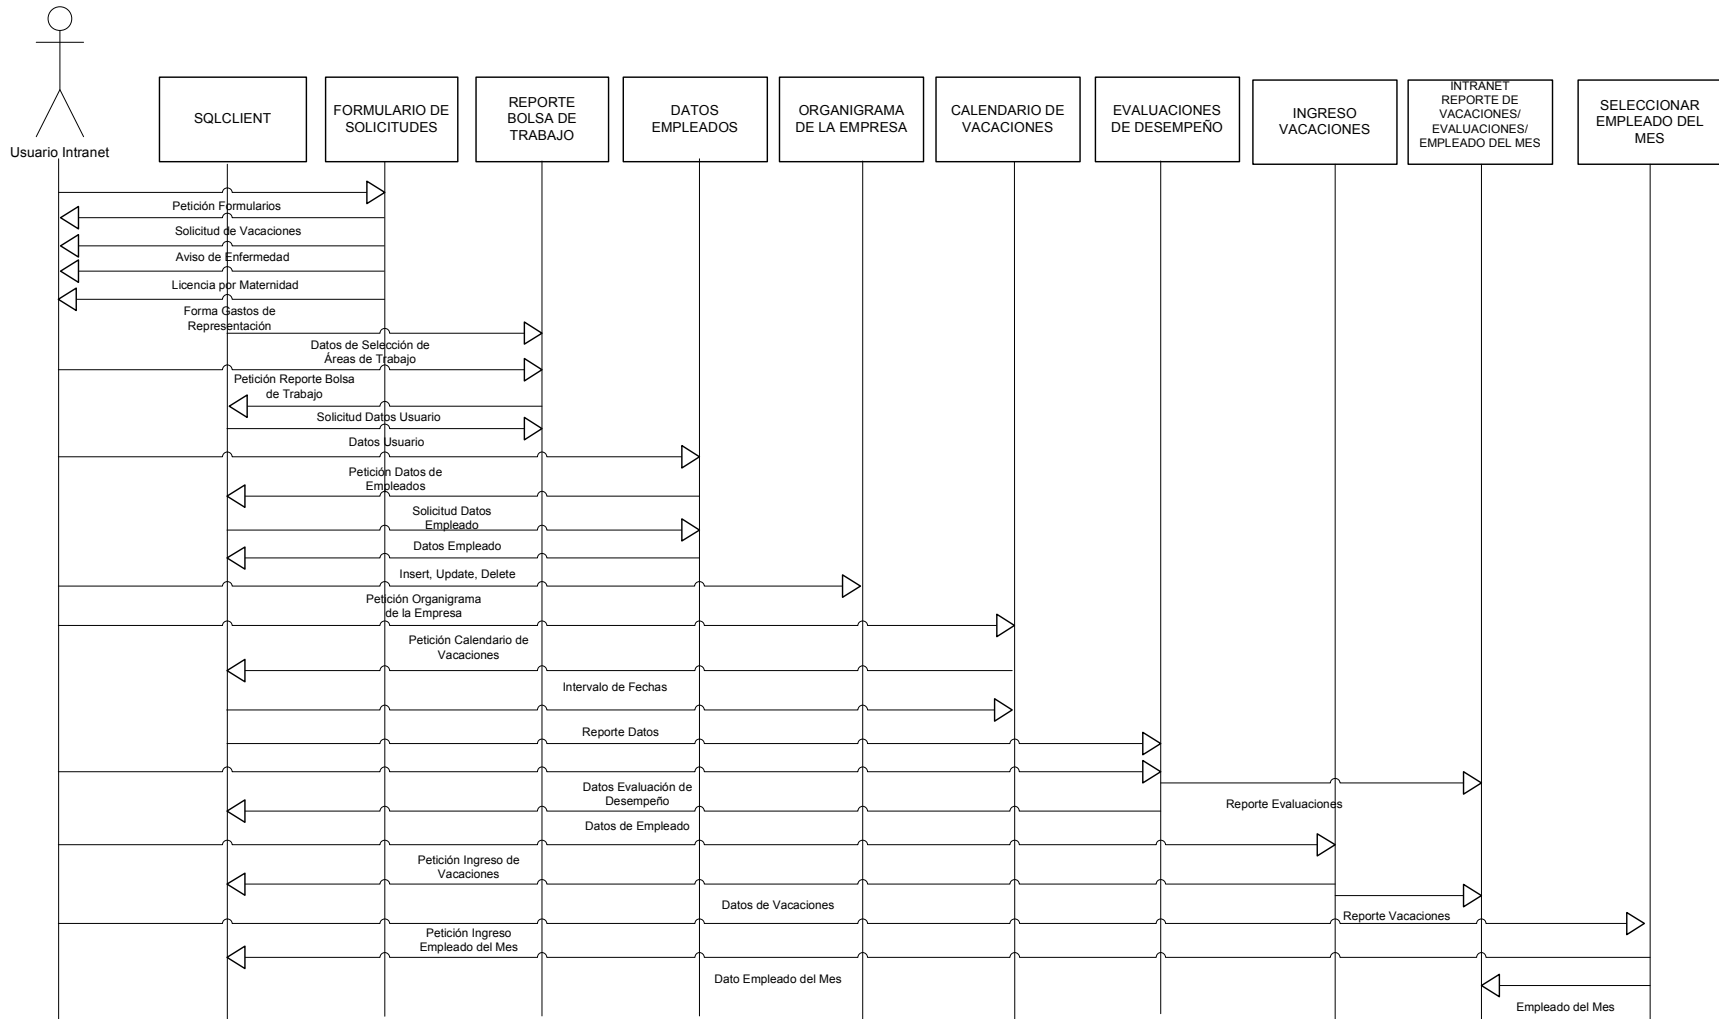 Usuario Intranet
SQLCLIENT
FORMULARIO DE
SOLICITUDES
REPORTE
BOLSA DE
TRABAJO
DATOS
EMPLEADOS
ORGANIGRAMA
DE LA EMPRESA
CALENDARIO DE
VACACIONES
EVALUACIONES
DE DESEMPEÑO
INGRESO
VACACIONES
INTRANET
REPORTE DE
VACACIONES/
EVALUACIONES/
EMPLEADO DEL MES
SELECCIONAR
EMPLEADO DEL
MES
Petición Formularios
Solicitud de Vacaciones
Aviso de Enfermedad
Licencia por Maternidad
Forma Gastos de
Representación
Datos de Selección de
Áreas de Trabajo
Petición Reporte Bolsa
de Trabajo
Solicitud Datos Usuario
Datos Usuario
Petición Datos de
Empleados
Solicitud Datos
Empleado
Datos Empleado
Insert, Update, Delete
Petición Organigrama
de la Empresa
Petición Calendario de
Vacaciones
Intervalo de Fechas
Reporte Datos
Datos Evaluación de
Desempeño
Reporte Evaluaciones
Datos de Empleado
Petición Ingreso de
Vacaciones
Datos de Vacaciones
Reporte Vacaciones
Petición Ingreso
Empleado del Mes
Dato Empleado del Mes
Empleado del Mes